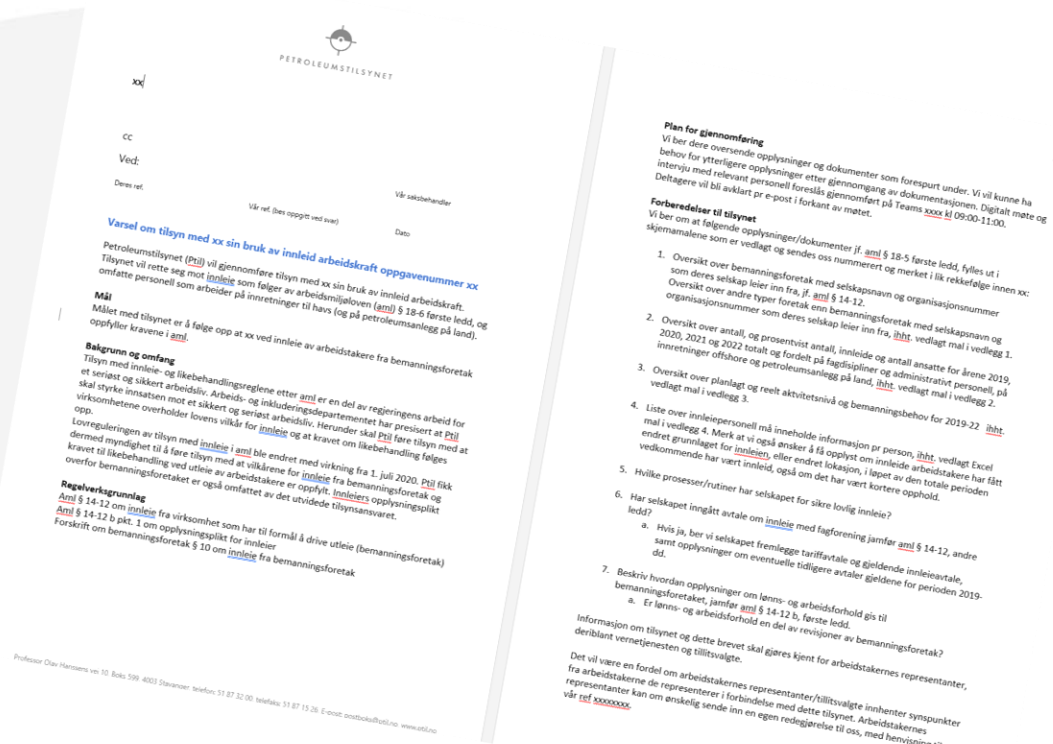 PETROLEUMSTILSYNET
xx
cc
Ved:
Deres ref.
Vår ref. (bes oppgitt ved svar)
Vår saksbehandler
Dato
Varsel om tilsyn med xx sin bruk av innleid arbeidskraft oppgavenummer xx
Petroleumstilsynet (Ptil) vil gjennomføre tilsyn med xx sin bruk av innleid arbeidskraft.
Tilsynet vil rette seg mot innleie som følger av arbeidsmiljøloven (aml) § 18-6 første ledd, og
omfatte personell som arbeider på innretninger til havs (og på petroleumsanlegg på land).
Mål
Målet med tilsynet er å følge opp at xx ved innleie av arbeidstakere fra bemanningsforetak
oppfyller kravene i aml.
Bakgrunn og omfang
Tilsyn med innleie- og likebehandlingsreglene etter aml er en del av regjeringens arbeid for
et seriøst og sikkert arbeidsliv. Arbeids- og inkluderingsdepartementet har presisert at Ptil
skal styrke innsatsen mot et sikkert og seriøst arbeidsliv. Herunder skal Ptil føre tilsyn med at
virksomhetene overholder lovens vilkår for innleie og at kravet om likebehandling følges
opp.
Lovreguleringen av tilsyn med innleie i aml ble endret med virkning fra 1. juli 2020. Ptil fikk
dermed myndighet til å føre tilsyn med at vilkårene for innleie fra bemanningsforetak og
kravet til likebehandling ved utleie av arbeidstakere er oppfylt. Innleiers opplysningsplikt
overfor bemanningsforetaket er også omfattet av det utvidede tilsynsansvaret.
Regelverksgrunnlag
Aml § 14-12 om innleie fra virksomhet som har til formål å drive utleie (bemanningsforetak)
Aml § 14-12 b pkt. 1 om opplysningsplikt for innleier
Forskrift om bemanningsforetak § 10 om innleie fra bemanningsforetak
Professor Olav Hanssens vei 10. Boks 599. 4003 Stavanger. telefon: 51 87 32 00. telefaks: 51 87 15 26. E-post: postboks@ptil.no. www.ptil.no
Plan for gjennomføring
Vi ber dere oversende opplysninger og dokumenter som forespurt under. Vi vil kunne ha
behov for ytterligere opplysninger etter gjennomgang av dokumentasjonen. Digitalt møte og
intervju med relevant personell foreslås gjennomført på Teams xxxx kl 09:00-11:00.
Deltagere vil bli avklart pr e-post i forkant av møtet.
Forberedelser til tilsynet
Vi ber om at følgende opplysninger/dokumenter jf. aml § 18-5 første ledd, fylles ut i
skjemamalene som er vedlagt og sendes oss nummerert og merket i lik rekkefølge innen xx:
1. Oversikt over bemanningsforetak med selskapsnavn og organisasjonsnummer
som deres selskap leier inn fra, jf. aml § 14-12.
Oversikt over andre typer foretak enn bemanningsforetak med selskapsnavn og
organisasjonsnummer som deres selskap leier inn fra, ihht. vedlagt mal i vedlegg 1.
2. Oversikt over antall, og prosentvist antall, innleide og antall ansatte for årene 2019,
2020, 2021 og 2022 totalt og fordelt på fagdisipliner og administrativt personell, på
innretninger offshore og petroleumsanlegg på land, ihht. vedlagt mal i vedlegg 2.
3. Oversikt over planlagt og reelt aktivitetsnivå og bemanningsbehov for 2019-22 ihht.
vedlagt mal i vedlegg 3.
4. Liste over innleiepersonell må inneholde informasjon pr person, ihht. vedlagt Excel
mal i vedlegg 4. Merk at vi også ønsker å få opplyst om innleide arbeidstakere har fått
endret grunnlaget for innleien, eller endret lokasjon, i løpet av den totale perioden
vedkommende har vært innleid, også om det har vært kortere opphold.
5. Hvilke prosesser/rutiner har selskapet for sikre lovlig innleie?
6. Har selskapet inngått avtale om innleie med fagforening jamfør aml § 14-12, andre
ledd?
a. Hvis ja, ber vi selskapet fremlegge tariffavtale og gjeldende innleieavtale,
samt opplysninger om eventuelle tidligere avtaler gjeldene for perioden 2019-
dd.
7. Beskriv hvordan opplysninger om lønns- og arbeidsforhold gis til
bemanningsforetaket, jamfør aml § 14-12 b, første ledd.
a. Er lønns- og arbeidsforhold en del av revisjoner av bemanningsforetak?
Informasjon om tilsynet og dette brevet skal gjøres kjent for arbeidstakernes representanter,
deriblant vernetjenesten og tillitsvalgte.
Det vil være en fordel om arbeidstakernes representanter/tillitsvalgte innhenter synspunkter
fra arbeidstakerne de representerer i forbindelse med dette tilsynet. Arbeidstakernes
representanter kan om ønskelig sende inn en egen redegjørelse til oss, med henvisning
vår ref xxxxxxxx.